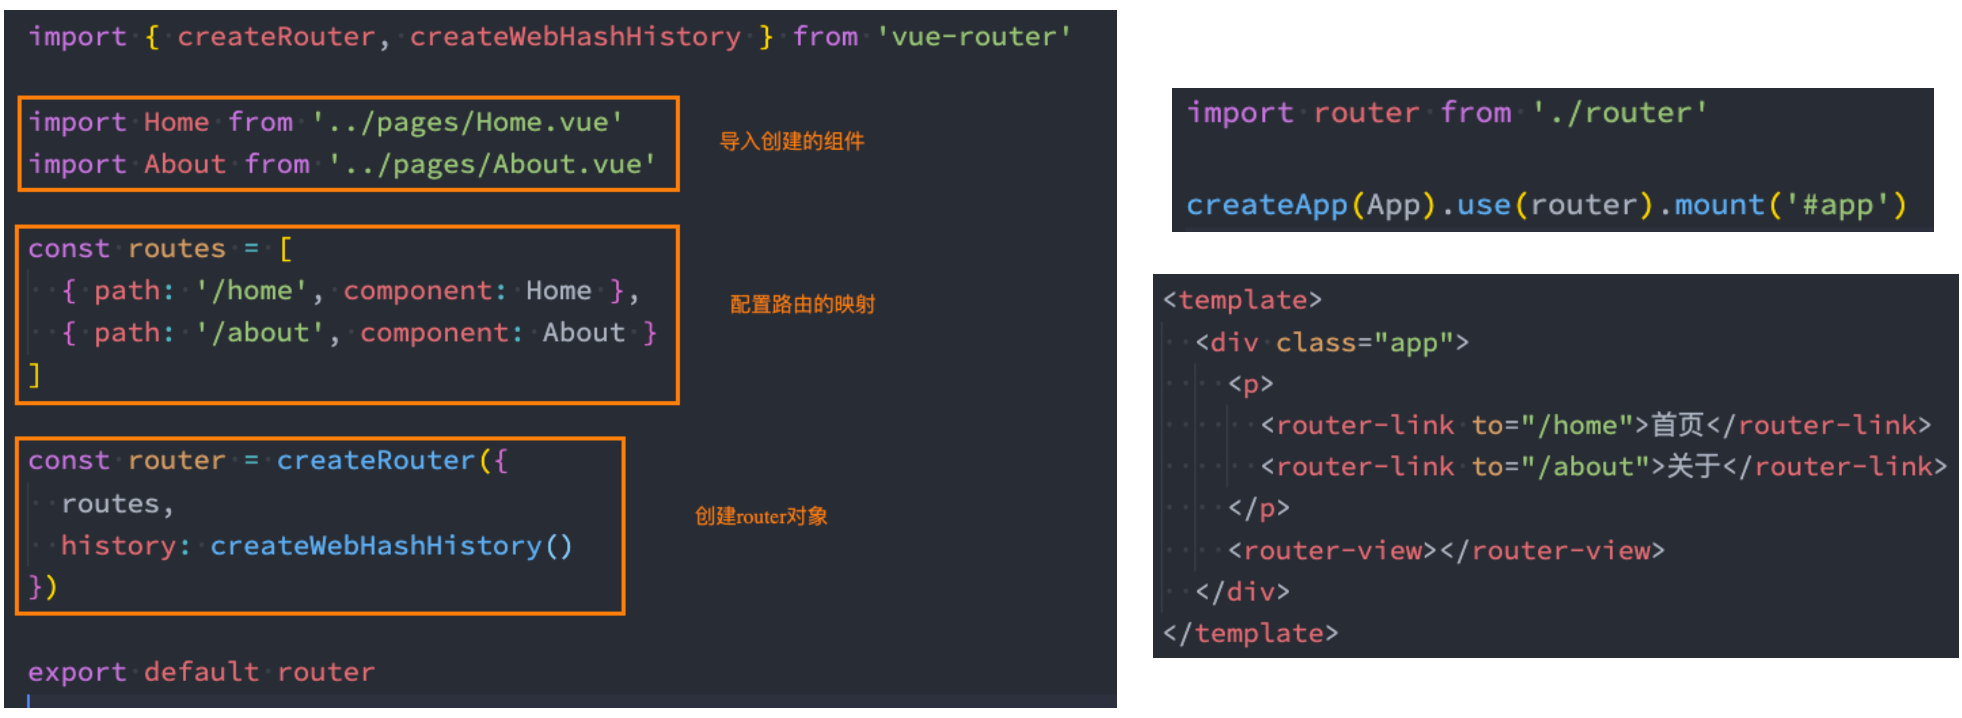 import { createRouter, createWebHashHistory } from 'vue-router'
import Home from '../pages/Home.vue'
import About from '../pages/About.vue'
导入创建的组件
const routes = [
  { path: '/home', component: Home },
  { path: '/about', component: About }
]
配置路由的映射
const router = createRouter({
  routes,
  history: createWebHashHistory()
})
创建router对象
export default router
import router from './router'
createApp(App).use(router).mount('#app')
<template>
  <div class="app">
    <p>
      <router-link to="/home">首页</router-link>
      <router-link to="/about">关于</router-link>
    </p>
    <router-view></router-view>
  </div>
</template>